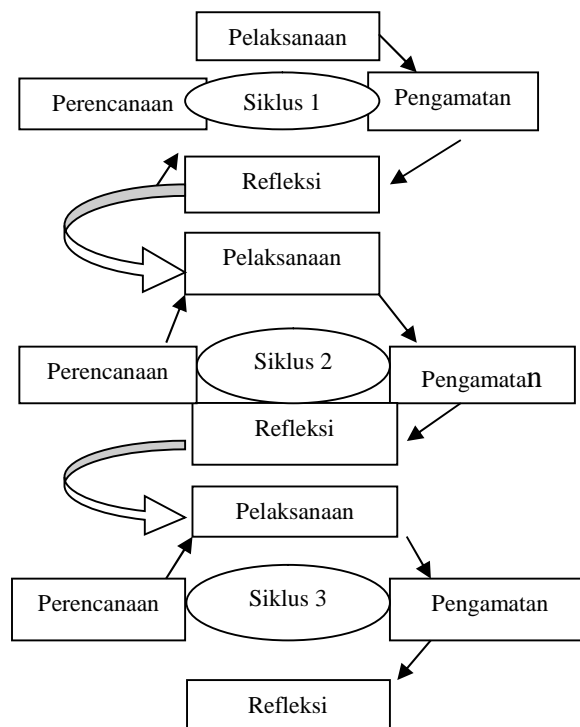 Pelaksanaan
Perencanaan
Siklus 1
Pengamatan
Refleksi
Pelaksanaan
Perencanaan
Siklus 2
Pengamatan
Refleksi
Pelaksanaan
Perencanaan
Siklus 3
Pengamatan
Refleksi